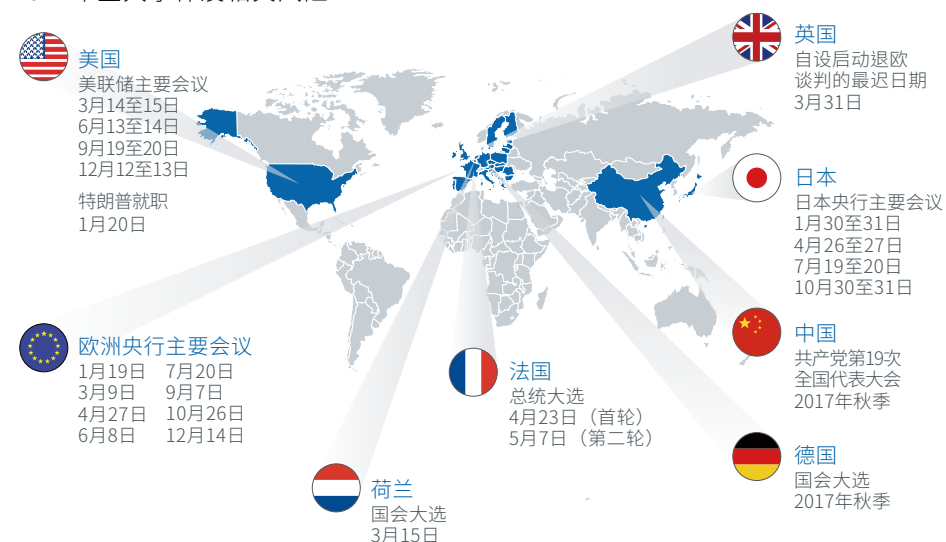 美国
美联储主要会议
3月14至15日
6月13至14日
9月19至20日
12月12至13日
特朗普就职
1月20日
英国
自设启动退欧
谈判的最迟日期
3月31日
日本
日本央行主要会议
1月30至31日
4月26至27日
7月19至20日
10月30至31日
欧洲央行主要会议
1月19日 7月20日
3月9日 9月7日
4月27日 10月26日
6月8日 12月14日
法国
总统大选
4月23日（首轮）
5月7日（第二轮）
中国
共产党第19次
全国代表大会
2017年秋季
荷兰
国会大选
3月15日
德国
国会大选
2017年秋季